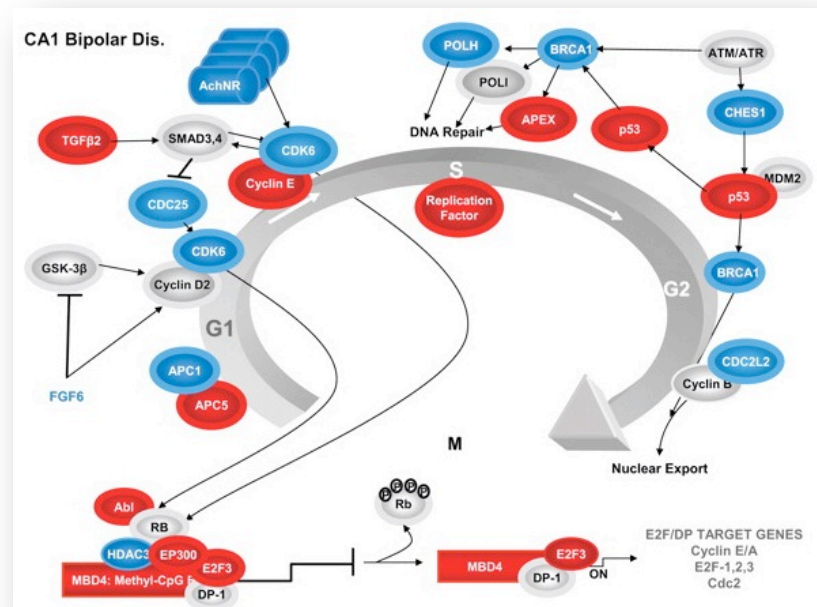 CA1 Bipolar Dis.
AchNR
POLH
BRCA1
ATM/ATR
POLI
CHES1
TGFβ2
SMAD3,4
CDK6
DNA Repair
APEX
p53
Cyclin E
MDM2
S
p53
CDC25
Replication
Factor
CDK6
GSK-3β
Cyclin D2
BRCA1
G2
G1
APC1
CDC2L2
Cyclin B
FGF6
APC5
M
Nuclear Export
P P P P
Rb
Abl
RB
HDAC3
EP300
E2F3
MBD4: Methyl-CpG
DP-1
MBD4
E2F3
DP-1
ON
E2F/DP TARGET GENES
Cyclin E/A
E2F-1,2,3
Cdc2